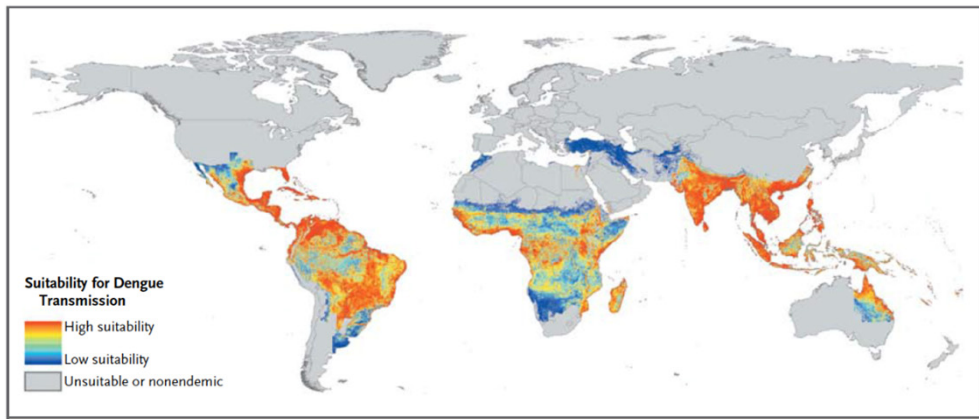 Suitability for Dengue
Transmission
High suitability
Low suitability
Unsuitable or nonendemic